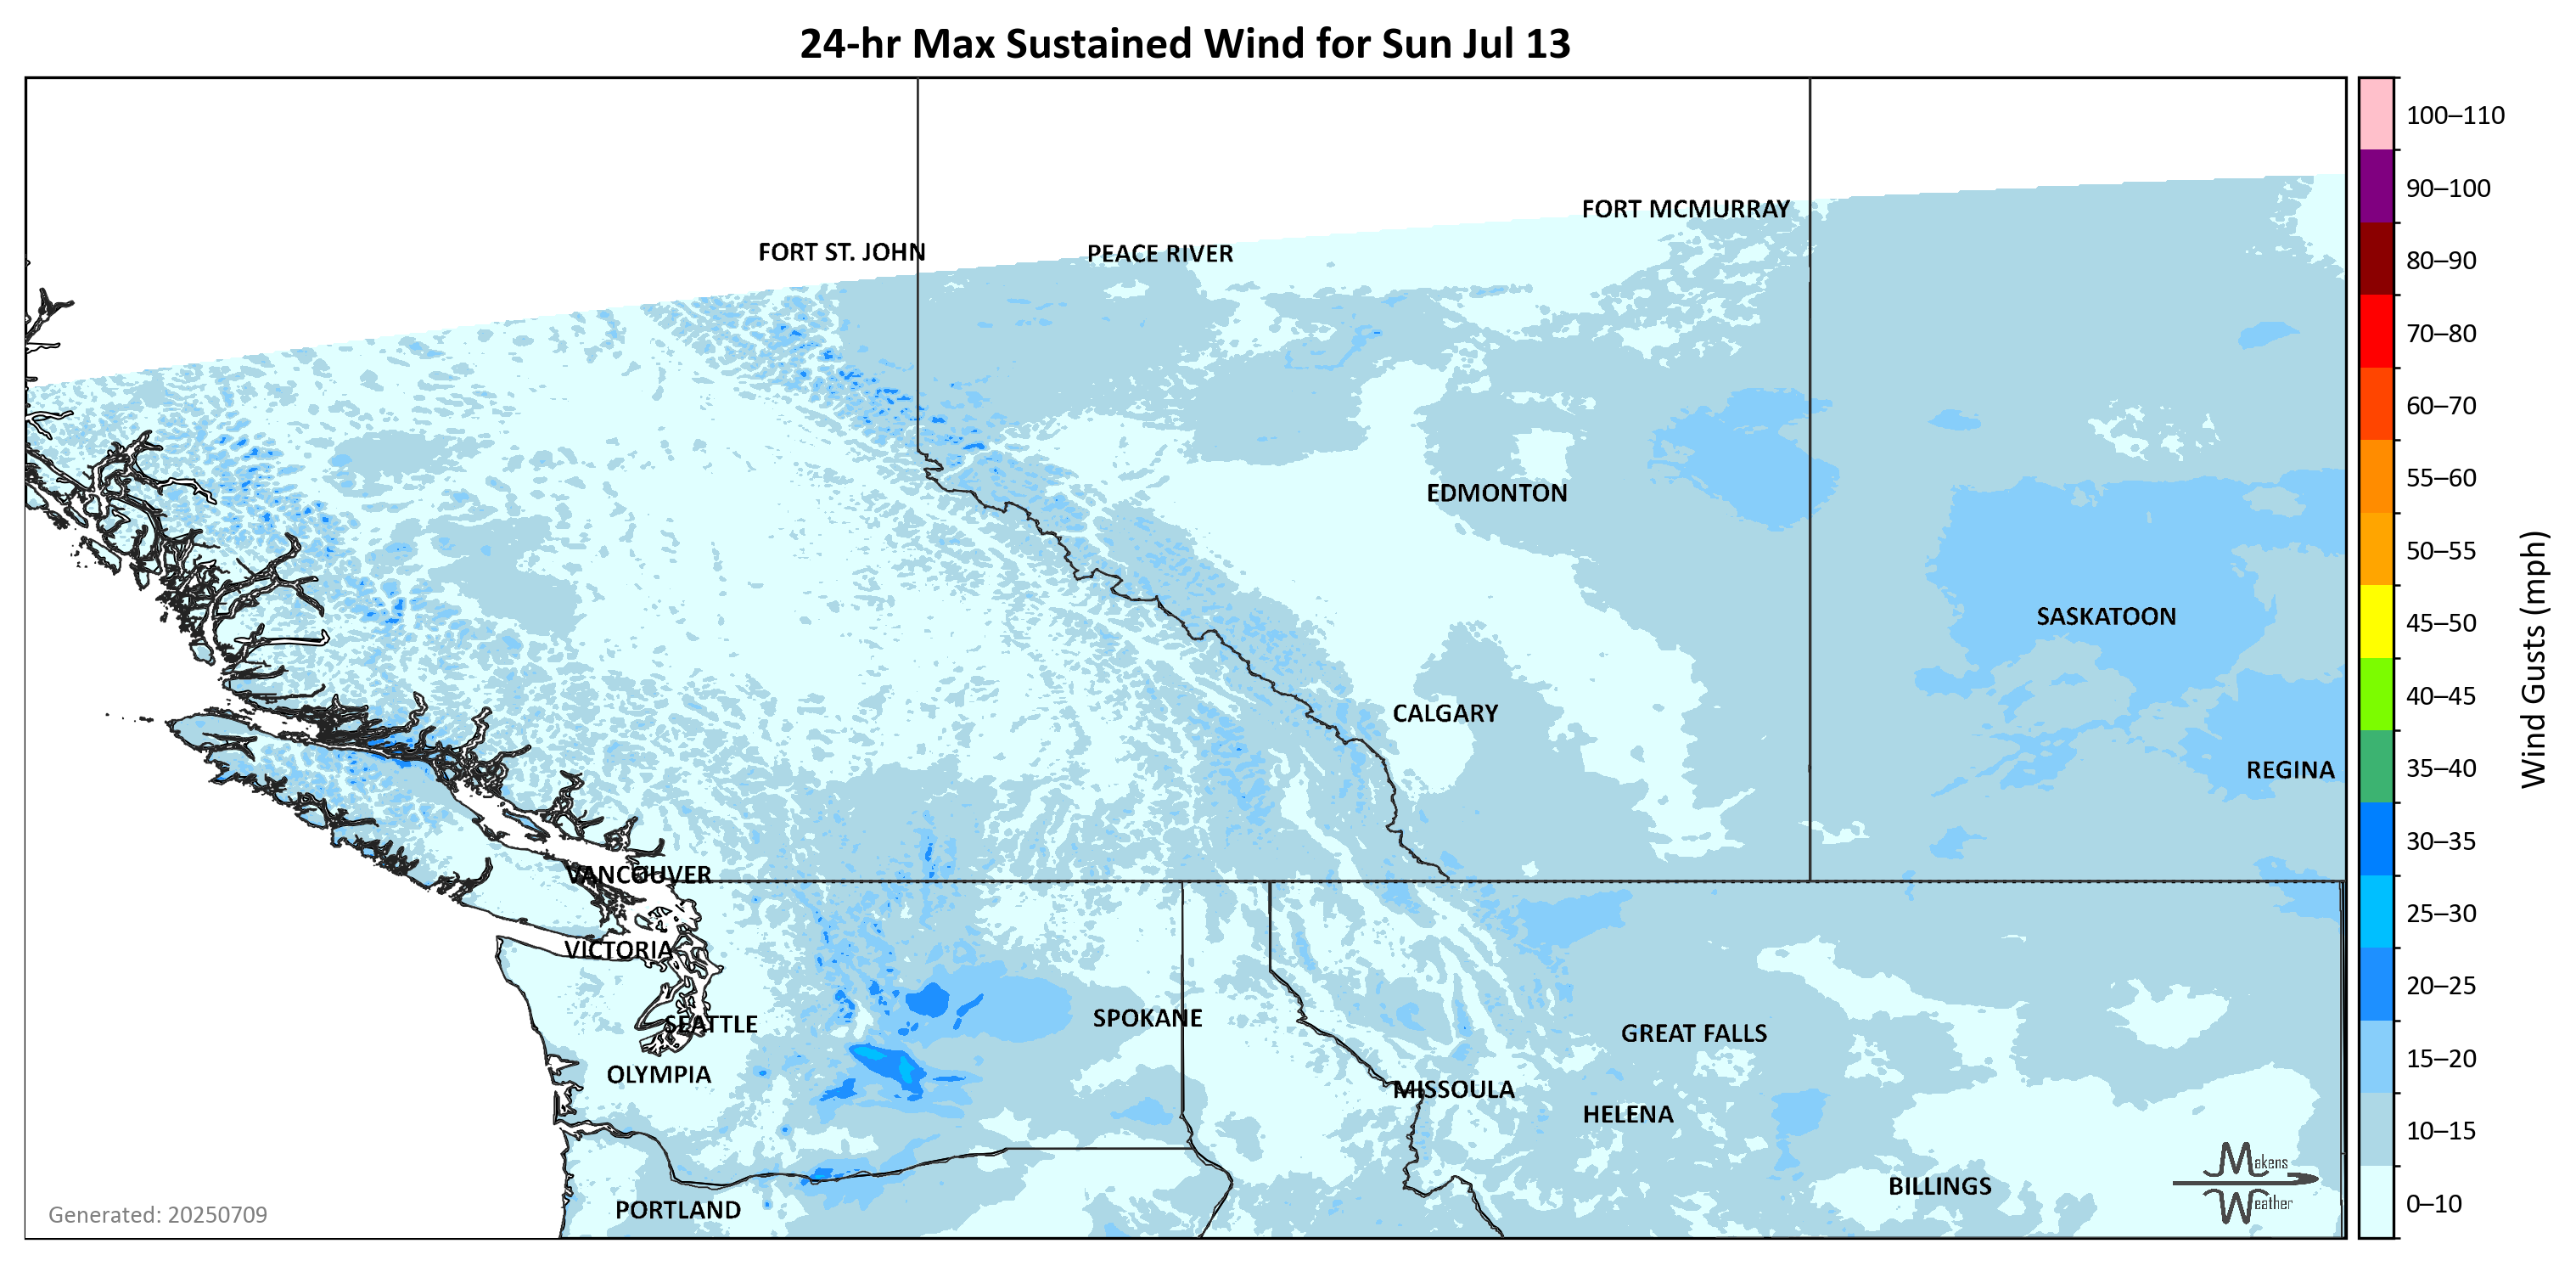 24-hr Max Sustained Wind for Sun Jul 13
FORT MCMURRAY
FORT ST. JOHN
PEACE RIVER
EDMONTON
SASKATOON
CALGARY
REGINA
VANCOUVER
VICTORIA
SEATTLE
SPOKANE
GREAT FALLS
OLYMPIA
MISSOULA
HELENA
BILLINGS
PORTLAND
Makens
Weather
Generated: 20250709
100–110
90–100
80–90
70–80
60–70
55–60
50–55
45–50
40–45
35–40
30–35
25–30
20–25
15–20
10–15
0–10
Wind Gusts (mph)